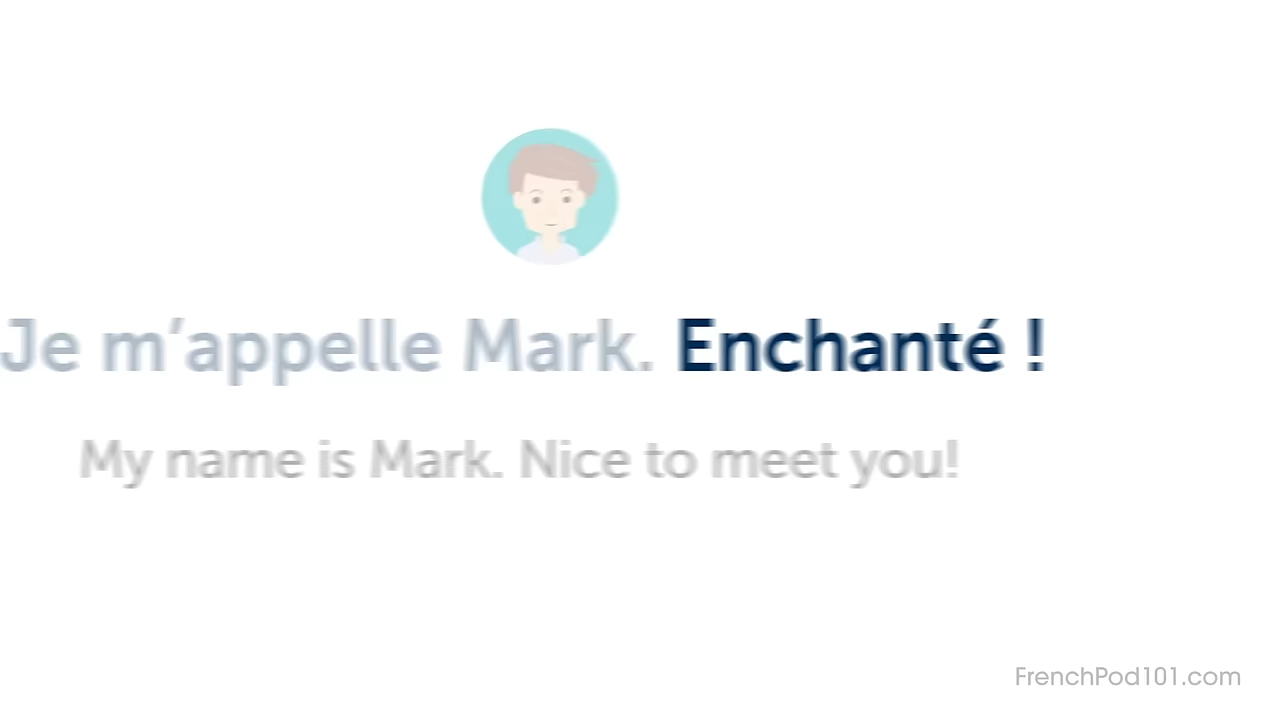 Je m’appelle Mark. Enchanté !
My name is Mark. Nice to meet you!
FrenchPod101.com